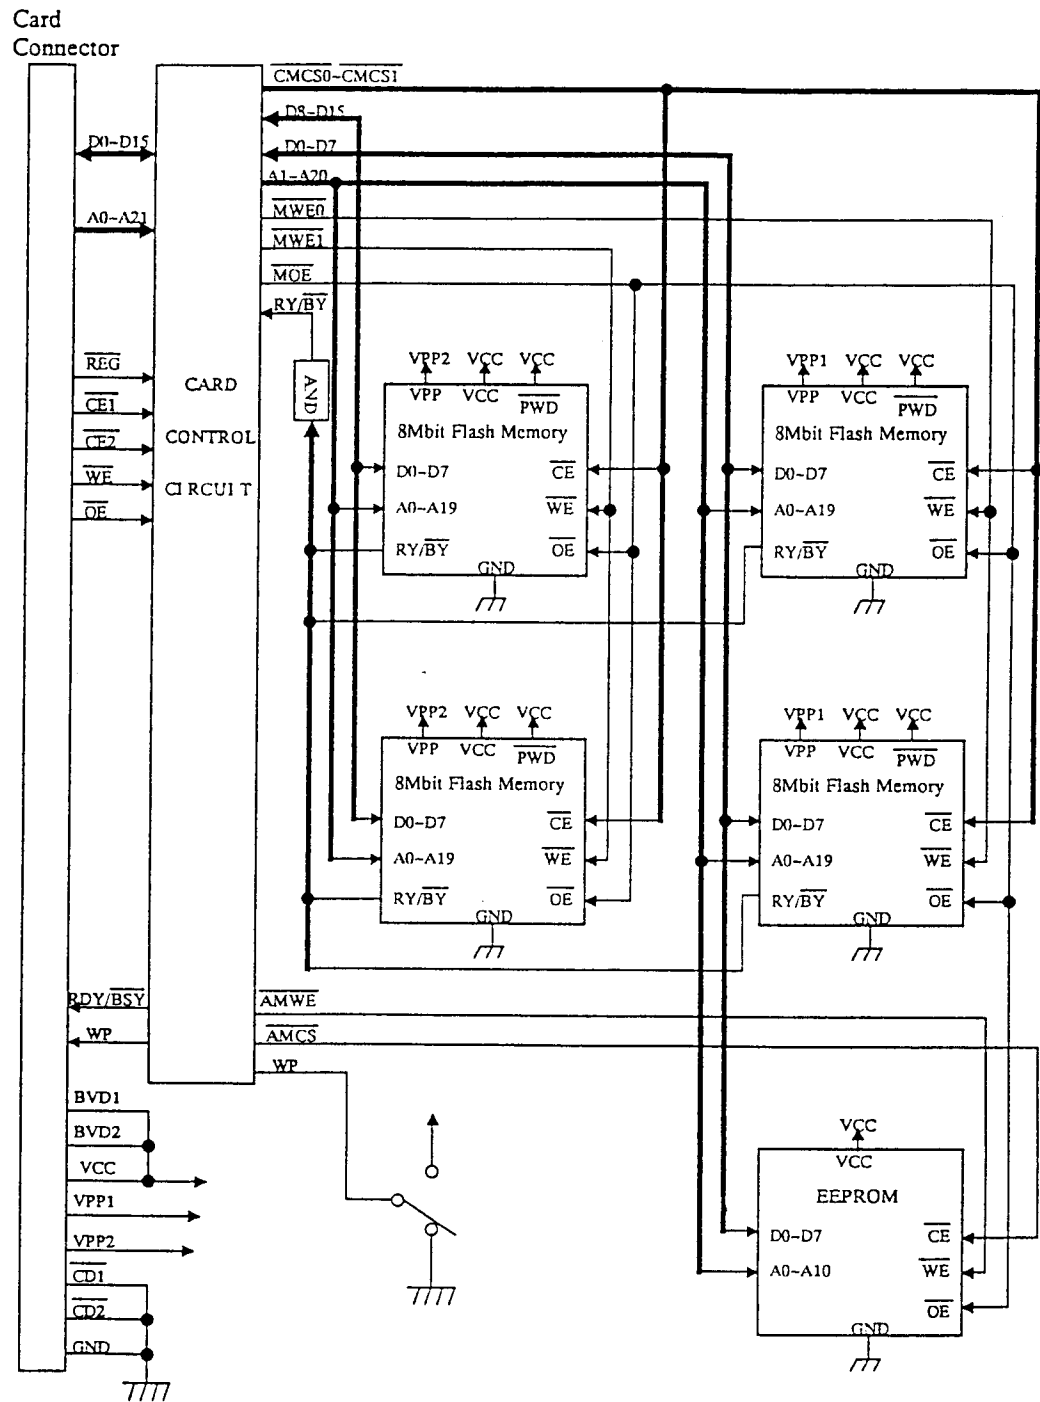 Card
Connector
D0~D15
A0~A21
REG
CE1
CE2
WE
OE
RDY/BSY
WP
BVD1
BVD2
VCC
VPP1
VPP2
CD1
CD2
GND
CARD
CONTROL
CIRCUIT
CMCS0~CMCS1
D8~D15
D0~D7
A1~A20
MWE0
MWE1
MOE
RY/BY
AND
AMWE
AMCS
WP
VPP2 VCC VCC
VPP VCC PWD
8Mbit Flash Memory
D0~D7 CE
A0~A19 WE
RY/BY OE
GND
VPP1 VCC VCC
VPP VCC PWD
8Mbit Flash Memory
D0~D7 CE
A0~A19 WE
RY/BY OE
GND
VPP2 VCC VCC
VPP VCC PWD
8Mbit Flash Memory
D0~D7 CE
A0~A19 WE
RY/BY OE
GND
VPP1 VCC VCC
VPP VCC PWD
8Mbit Flash Memory
D0~D7 CE
A0~A19 WE
RY/BY OE
GND
VCC
VCC
EEPROM
D0~D7 CE
A0~A10 WE
OE
GND